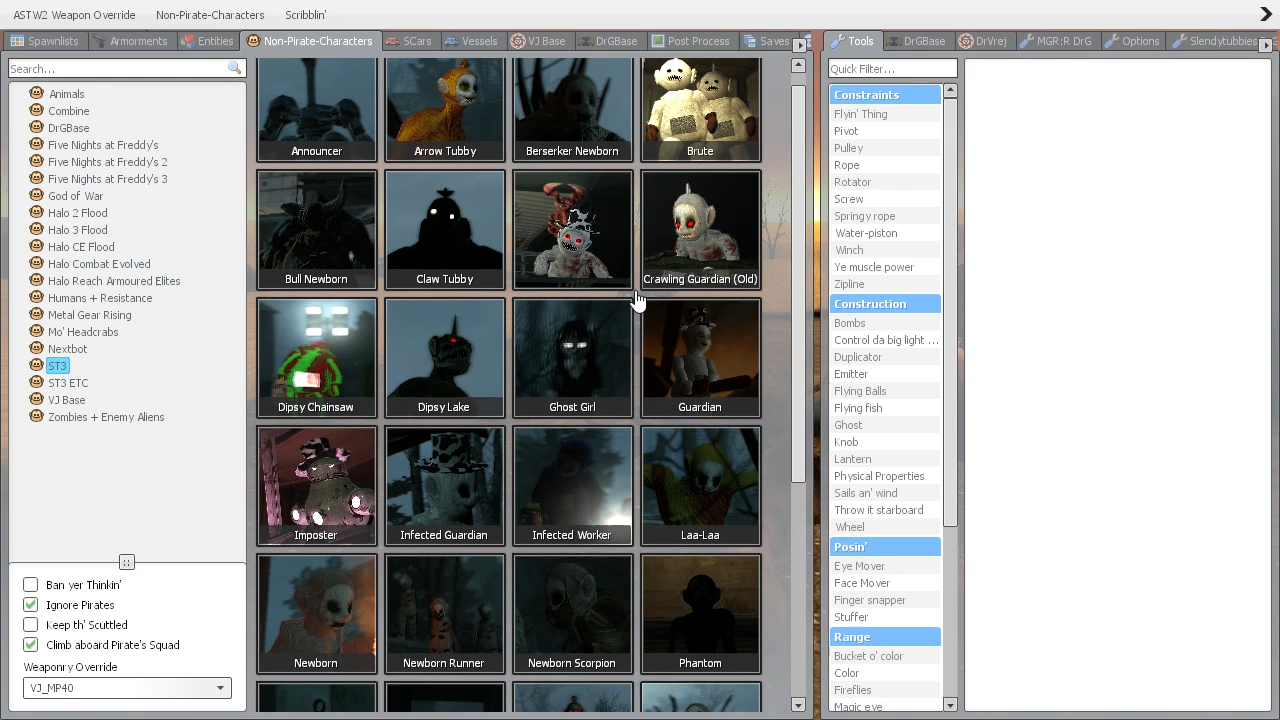 ASTW2 Weapon Override
Non-Pirate-Characters
Scribblin'
Spawnlists
Armorments
Entities
Non-Pirate-Characters
SCars
Vessels
VJ Base
DrGBase
Post Process
Saves
Tools
DrGBase
DrVrej
MGR:R DrG
Options
Slendytubbies
Search...
Animals
Combine
DrGBase
Five Nights at Freddy's
Five Nights at Freddy's 2
Five Nights at Freddy's 3
God of War
Halo 2 Flood
Halo 3 Flood
Halo CE Flood
Halo Combat Evolved
Halo Reach Armoured Elites
Humans + Resistance
Metal Gear Rising
Mo' Headcrabs
Nextbot
ST3
ST3 ETC
VJ Base
Zombies + Enemy Aliens
Ban yer Thinkin'
Ignore Pirates
Keep th' Scuttled
Climb aboard Pirate's Squad
Weaponry Override
VJ_MP40
Announcer
Arrow Tubby
Berserker Newborn
Brute
Bull Newborn
Claw Tubby
Crawling Guardian (Old)
Dipsy Chainsaw
Dipsy Lake
Ghost Girl
Guardian
Imposter
Infected Guardian
Infected Worker
Laa-Laa
Newborn
Newborn Runner
Newborn Scorpion
Phantom
Quick Filter...
Constraints
Flyin' Thing
Pivot
Pulley
Rope
Rotator
Screw
Springy rope
Water-piston
Winch
Ye muscle power
Zipline
Construction
Bombs
Control da big light ...
Duplicator
Emitter
Flying Balls
Flying fish
Ghost
Knob
Lantern
Physical Properties
Sails an' wind
Throw it starboard
Wheel
Posin'
Eye Mover
Face Mover
Finger snapper
Stuffer
Range
Bucket o' color
Color
Fireflies
Magic eye